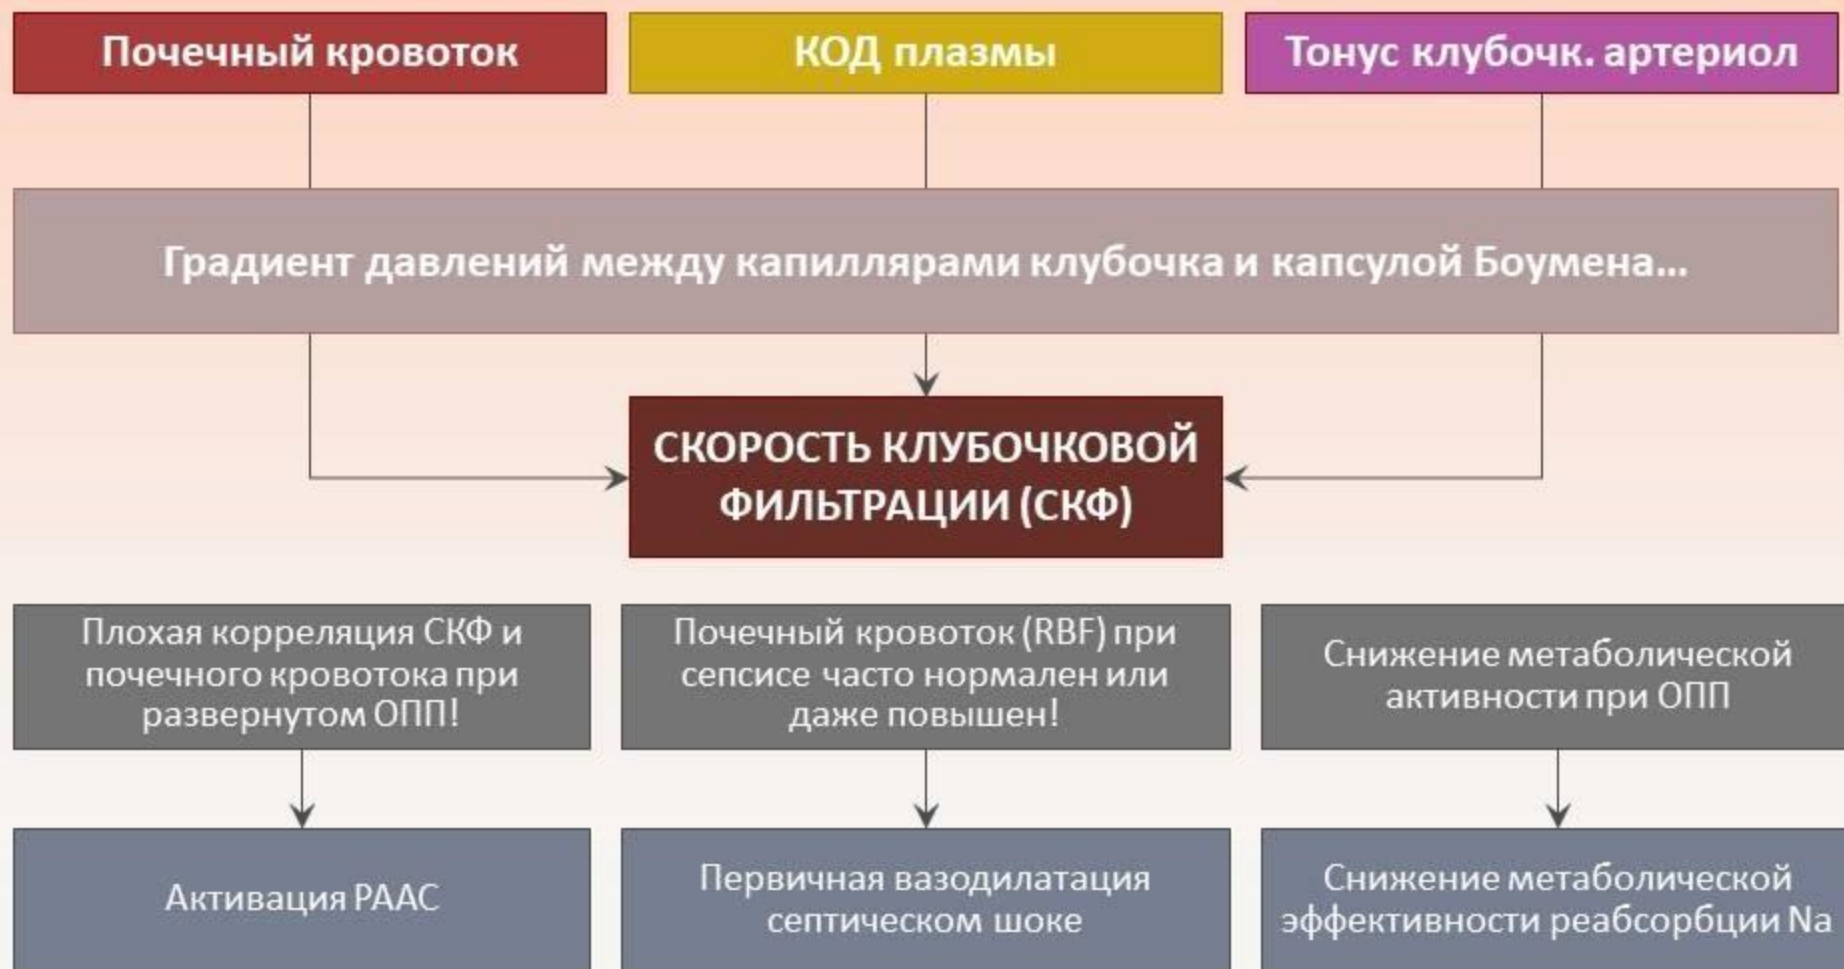 Почечный кровоток
КОД плазмы
Тонус клубочк. артериол
Градиент давлений между капиллярами клубочка и капсулой Боумена...
СКОРОСТЬ КЛУБОЧКОВОЙ
ФИЛЬТРАЦИИ (СКФ)
Плохая корреляция СКФ и
почечного кровотока при
развернутом ОПП!
Почечный кровоток (RBF) при
сепсисе часто нормален или
даже повышен!
Снижение метаболической
активности при ОПП
Активация РААС
Первичная вазодилатация
септическом шоке
Снижение метаболической
эффективности реабсорбции Na